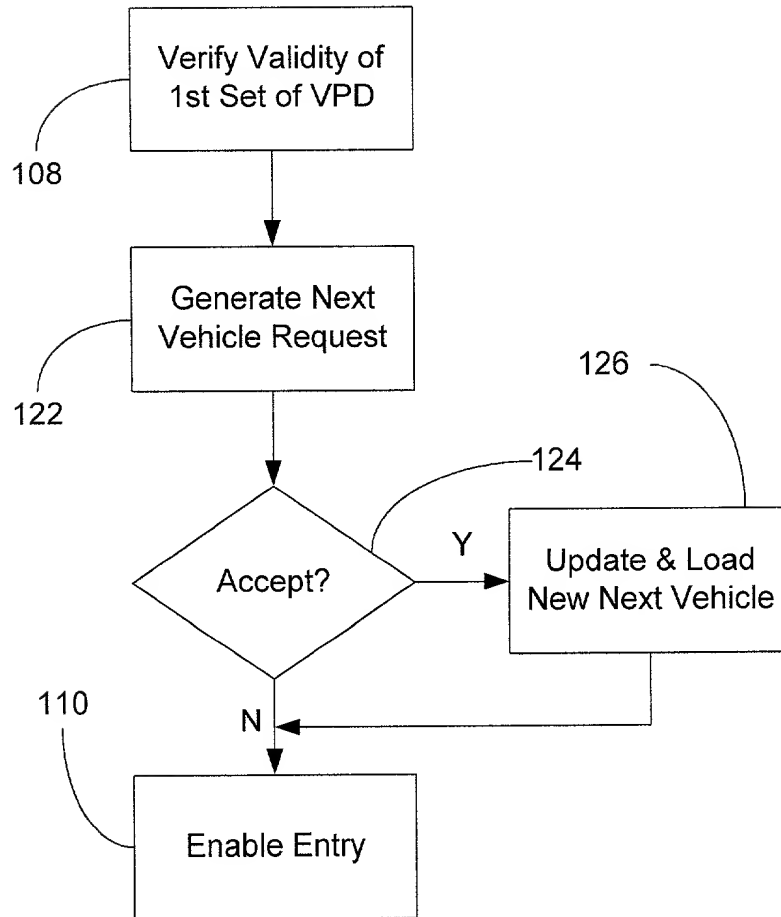 Verify Validity of
1st Set of VPD
108
Generate Next
Vehicle Request
122
126
124
Accept?
Y
Update & Load
New Next Vehicle
N
110
Enable Entry